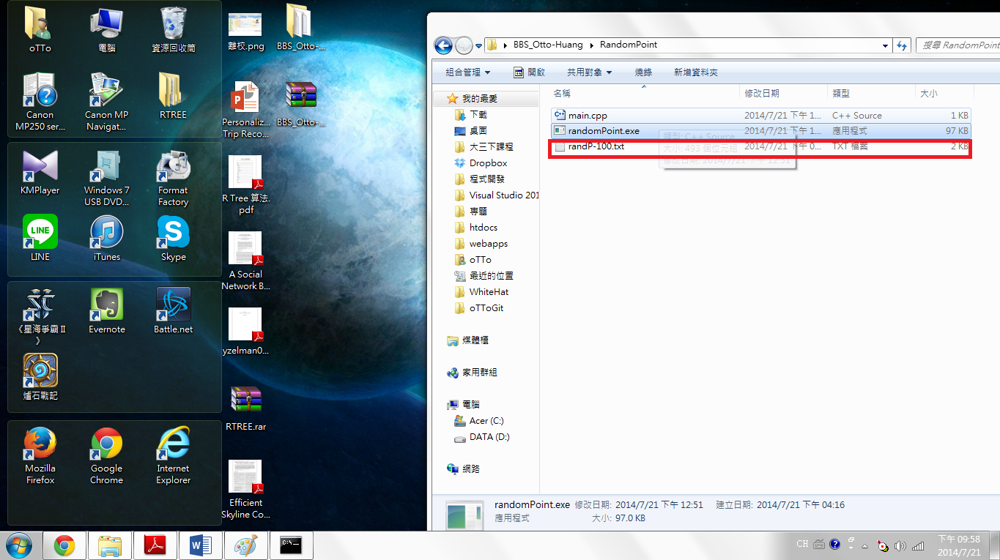 oTTo
電腦
資源回收筒
離校.png
BBS_Otto-...
Canon
MP250 ser...
Canon MP
Navigat...
RTREE
Personaliz...
Trip Reco...
BBS_Otto-...
KMPlayer
Windows 7
USB DVD...
Format
Factory
R Tree 算法.
pdf
LINE
LINE
iTunes
Skype
A Social
Network B...
《星海爭霸 II
》
Evernote
Battle.net
yzelman0...
爐石戰記
RTREE.rar
Mozilla
Firefox
Google
Chrome
Internet
Explorer
Efficient
Skyline Co...
BBS_Otto-Huang
RandomPoint
搜尋 RandomPoint
組合管理
開啟
共用對象
燒錄
新增資料夾
我的最愛
下載
桌面
大三下課程
Dropbox
程式開發
Visual Studio 201
專題
htdocs
webapps
oTTo
最近的位置
WhiteHat
oTToGit
媒體櫃
家用群組
電腦
Acer (C:)
DATA (D:)
網路
名稱 修改日期 類型 大小
main.cpp 2014/7/21 下午 1... C++ Source 1 KB
randomPoint.exe 2014/7/21 下午 1... 應用程式 97 KB
randP-100.txt 2014/7/21 下午 0... TXT 檔案 2 KB
類型: C++ Source
大小: 493 個位元組
修改日期: 2014/7/21 下午 12:51
randomPoint.exe 修改日期: 2014/7/21 下午 12:51 建立日期: 2014/7/21 下午 04:16
應用程式 大小: 97.0 KB
CH
下午 09:58
2014/7/21